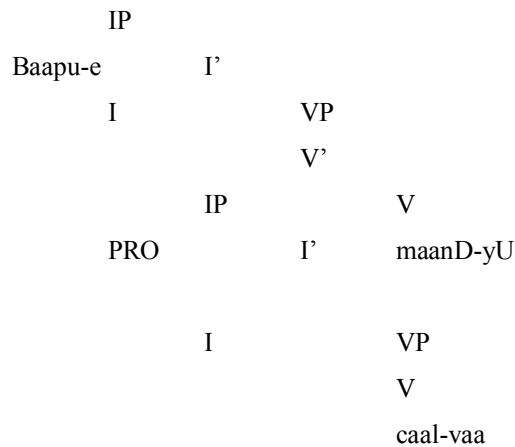 IP
Baapu-e I’
I VP
V’
IP V
PRO I’ maanD-yU
I VP
V
caal-vaa